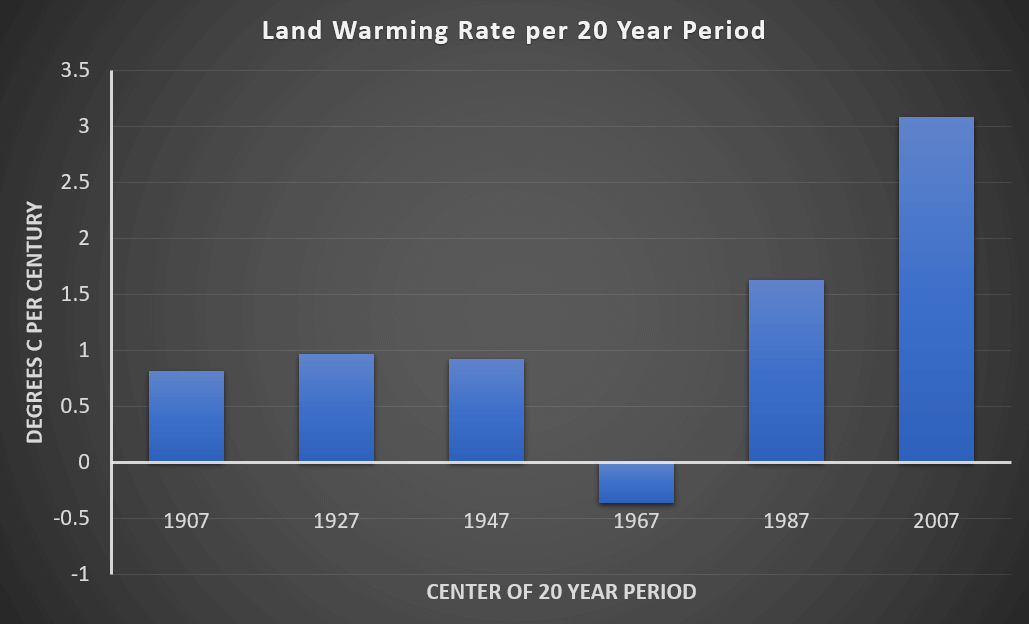 Land Warming Rate per 20 Year Period
3.5
3
2.5
2
1.5
1
0.5
0
-0.5
-1
DEGREES C PER CENTURY
1907 1927 1947 1967 1987 2007
CENTER OF 20 YEAR PERIOD